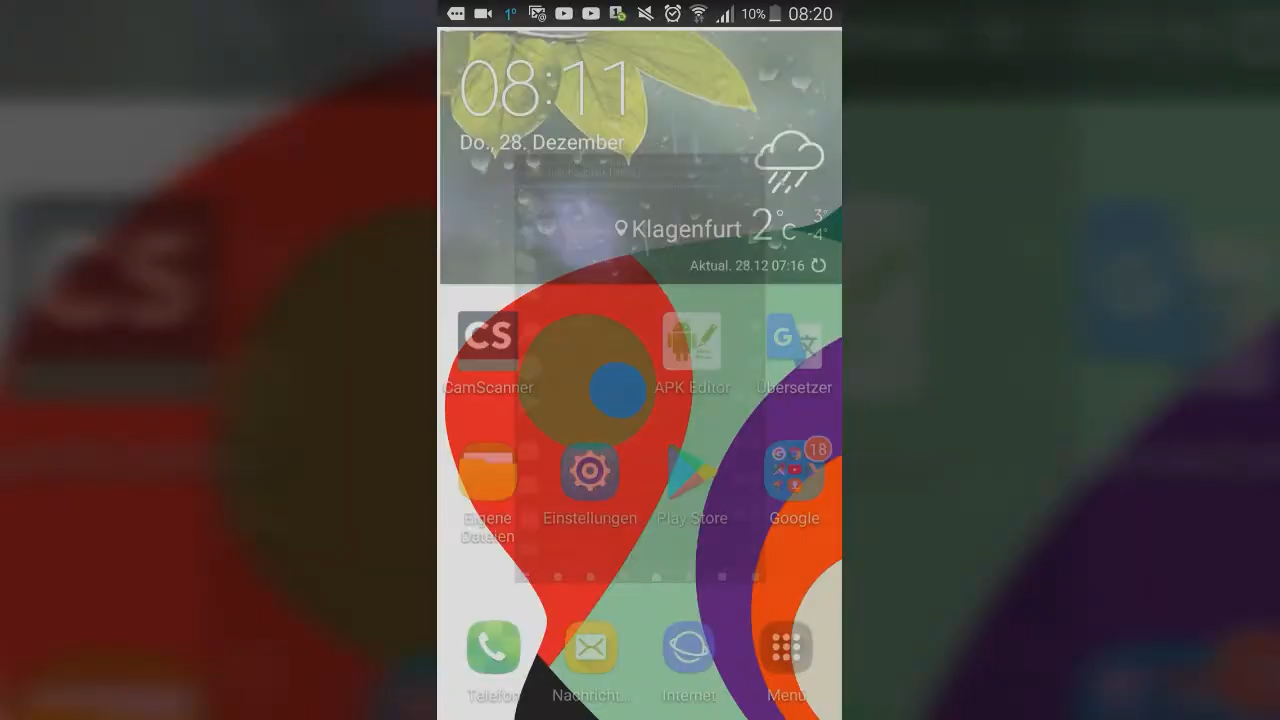 1° 10% 08:20
08:11
Do., 28. Dezember
Klagenfurt 2°C 3° -4°
Aktual. 28.12 07:16
CS G
CamScanner APK Editor Übersetzer
18
Eigene Dateien Einstellungen Play Store Google
Telefon Nachricht... Internet Menü